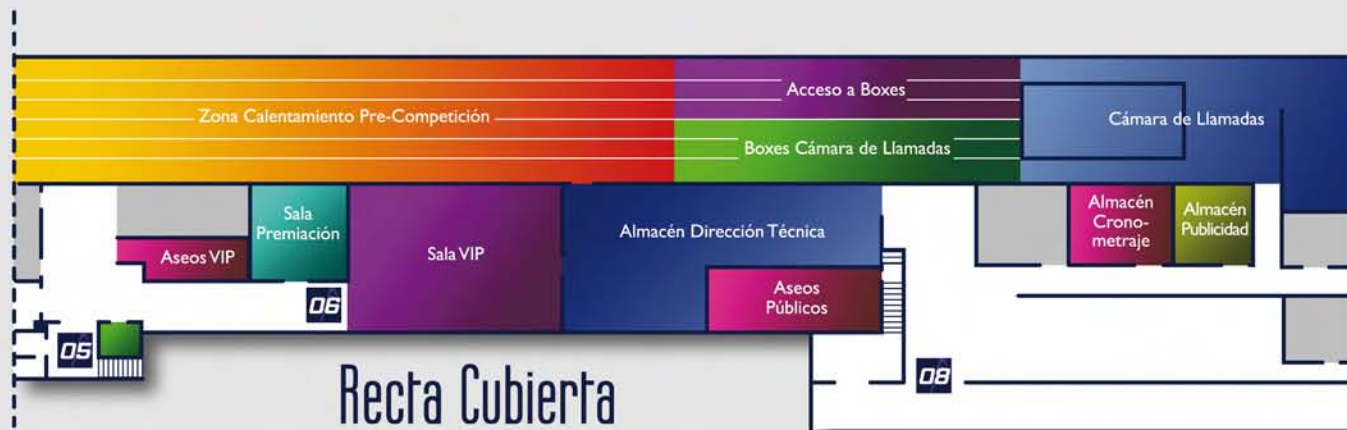 Acceso a Boxes
Zona Calentamiento Pre-Competición
Cámara de Llamadas
Boxes Cámara de Llamadas
Sala
Premiación
Aseos VIP
Sala VIP
Almacén Dirección Técnica
Aseos
Públicos
Almacén
Crono-
metraje
Almacén
Publicidad
06
05
08
Recta Cubierta